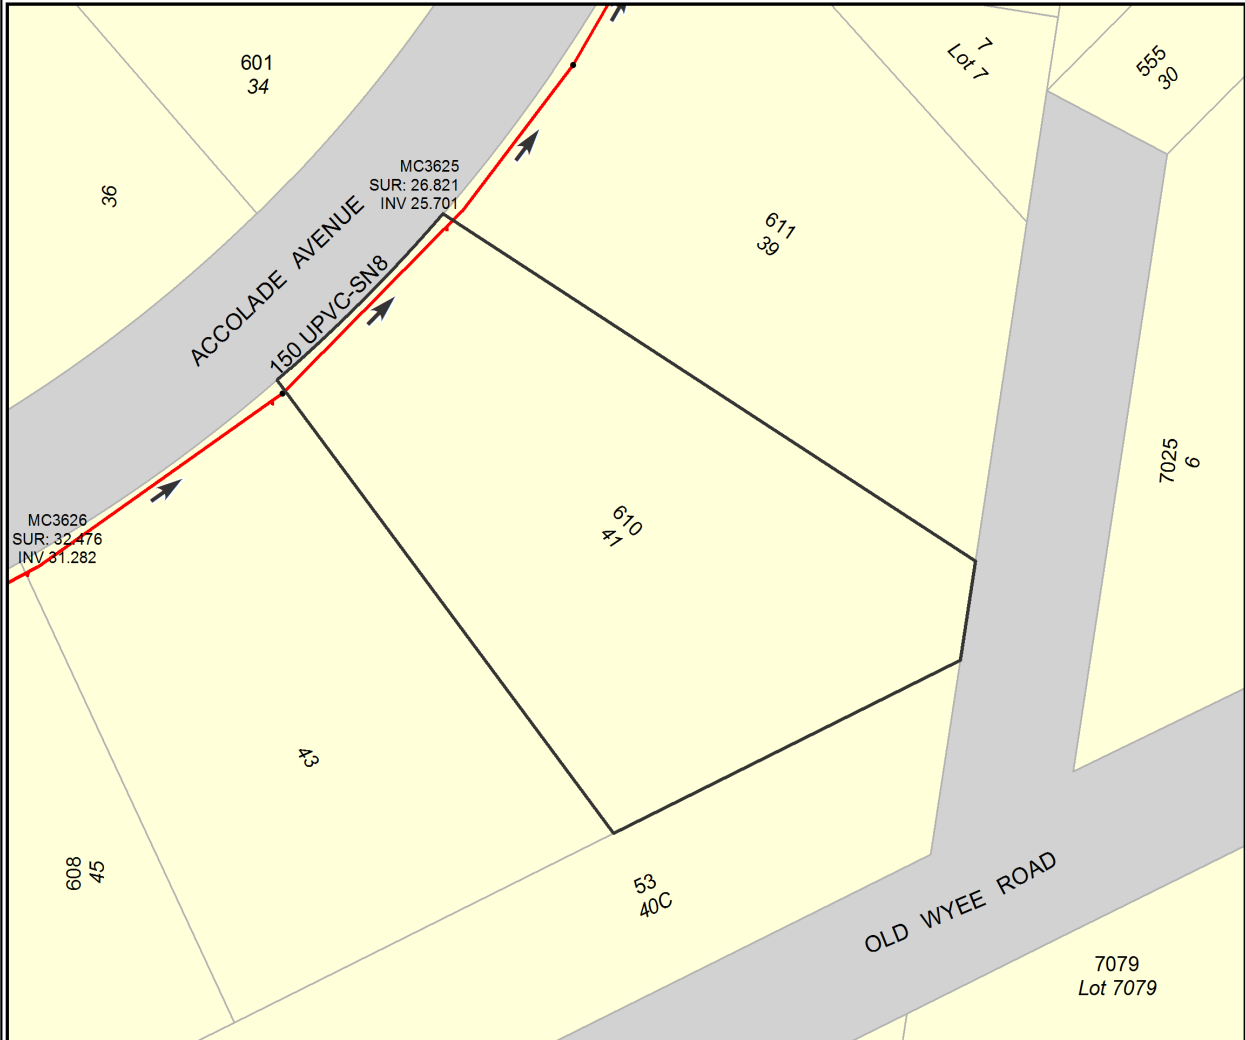 601
34
7
Lot 7
555
30
36
MC3625
SUR: 26.821
INV 25.701
611
39
ACCOLADE AVENUE
150 UPVC-SN8
7025
6
610
41
MC3626
SUR: 32.476
INV 31.282
43
608
45
53
40C
OLD WYEE ROAD
7079
Lot 7079